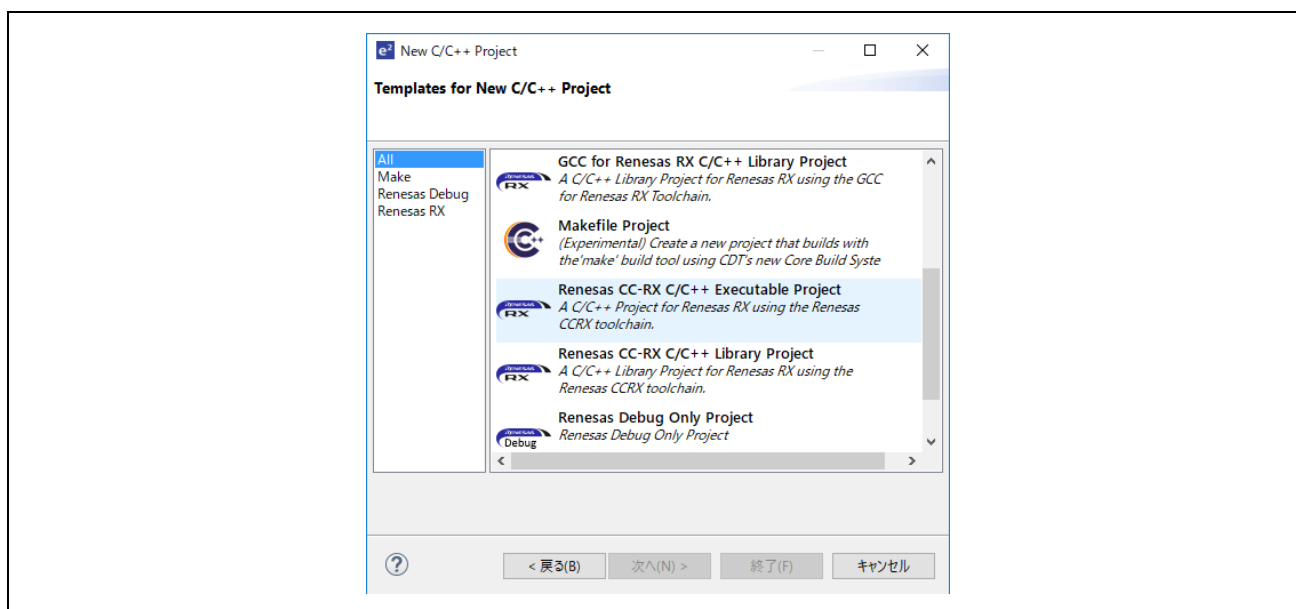 e² New C/C++ Project
Templates for New C/C++ Project
All
Make
Renesas Debug
Renesas RX
GCC for Renesas RX C/C++ Library Project
A C/C++ Library Project for Renesas RX using the GCC
for Renesas RX Toolchain.
Makefile Project
(Experimental) Create a new project that builds with
the'make' build tool using CDT's new Core Build Syste
Renesas CC-RX C/C++ Executable Project
A C/C++ Project for Renesas RX using the Renesas
CCRX toolchain.
Renesas CC-RX C/C++ Library Project
A C/C++ Library Project for Renesas RX using the
Renesas CCRX toolchain.
Renesas Debug Only Project
Renesas Debug Only Project
RENESAS
RX
C++
RENESAS
RX
RENESAS
RX
RENESAS
Debug
< 戻る(B)
次へ(N) >
終了(F)
キャンセル